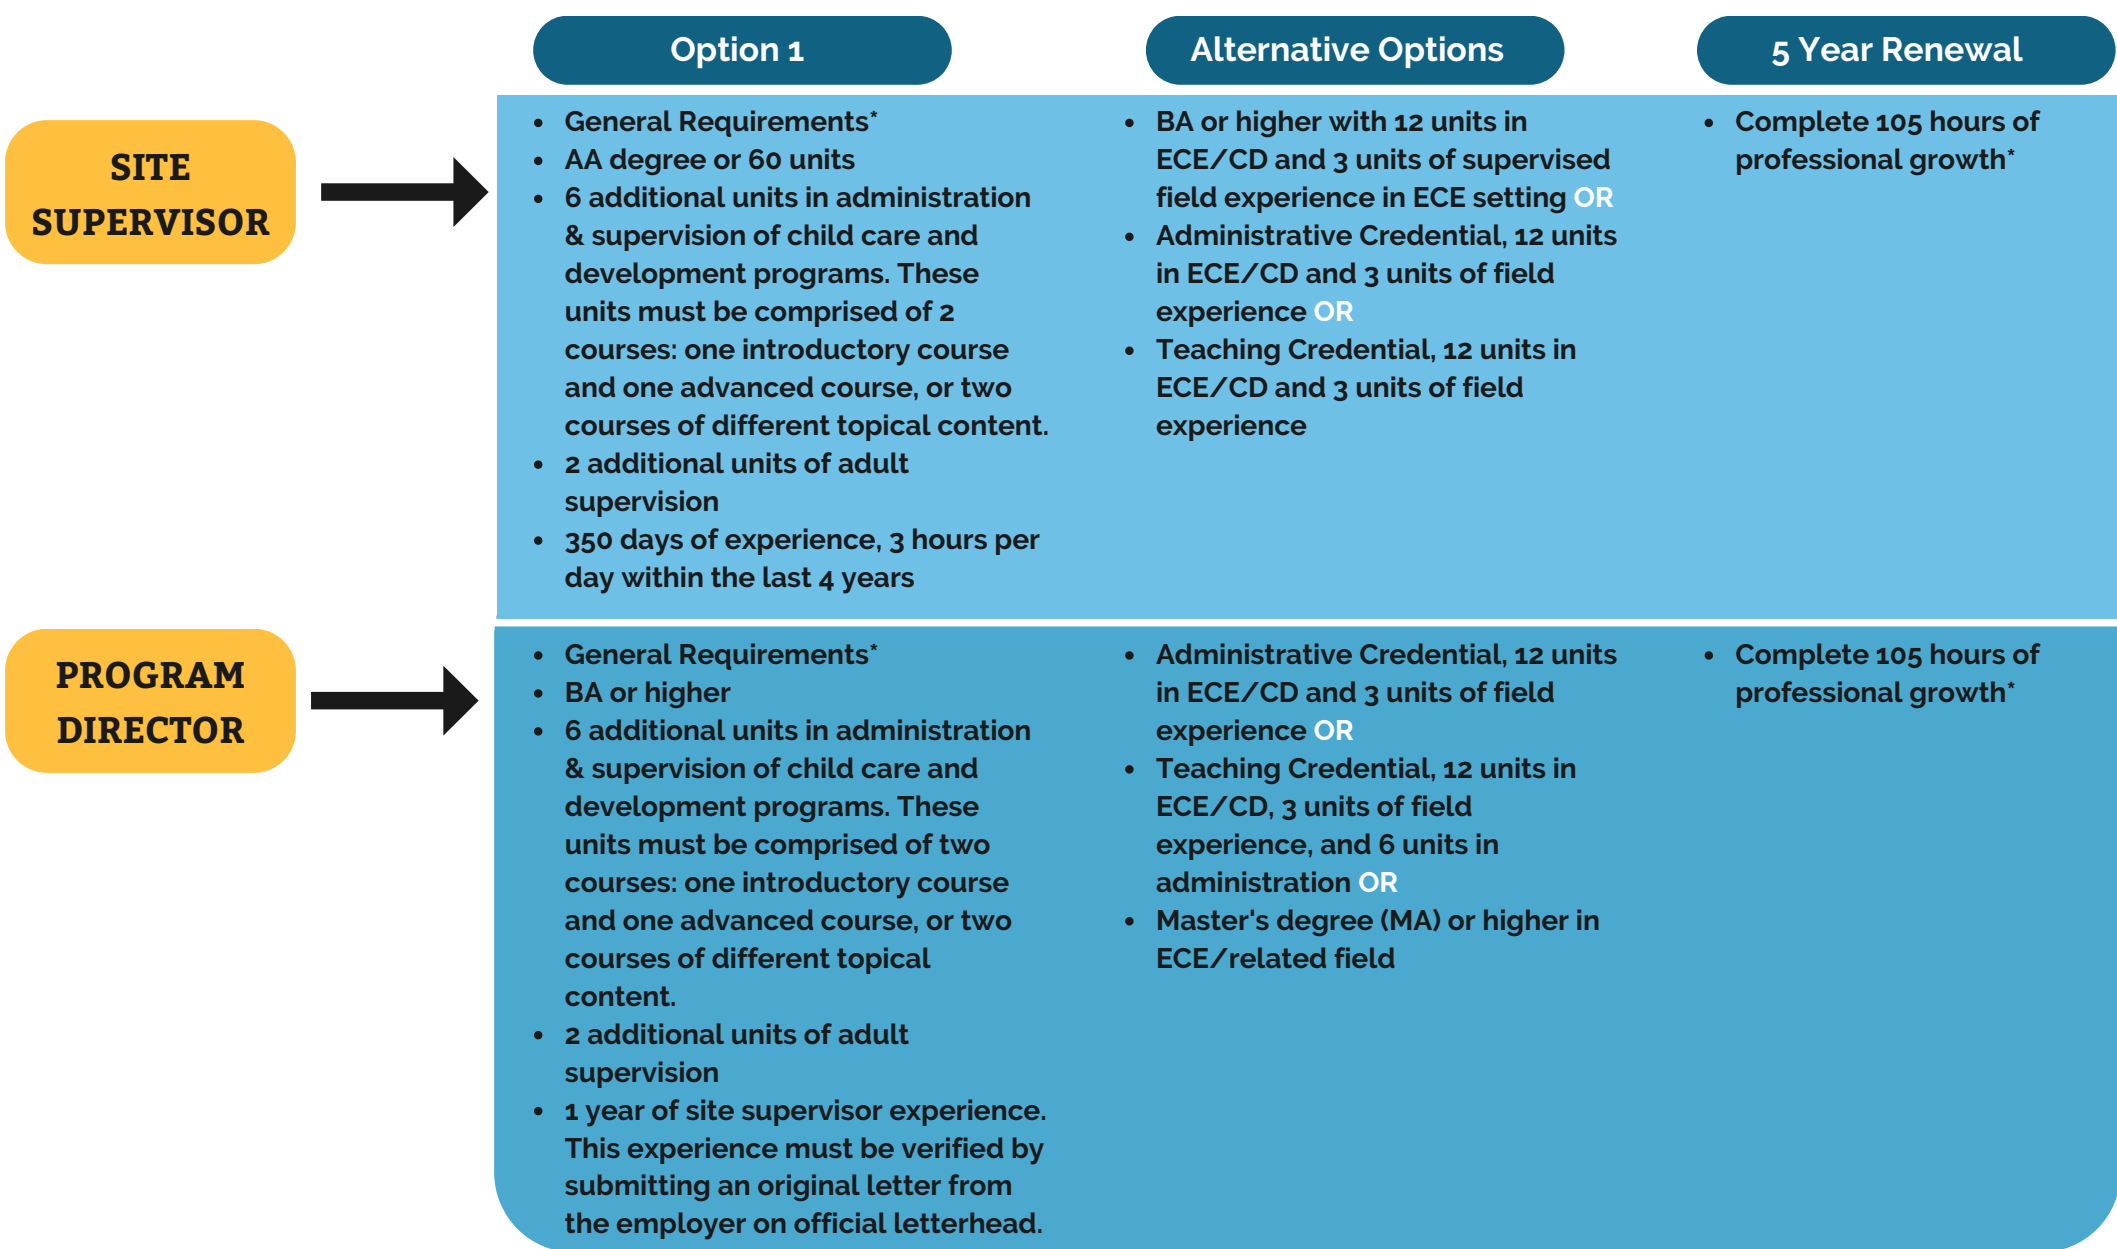 Option 1
Alternative Options
5 Year Renewal
SITE
SUPERVISOR
• General Requirements*
• AA degree or 60 units
• 6 additional units in administration
& supervision of child care and
development programs. These
units must be comprised of 2
courses: one introductory course
and one advanced course, or two
courses of different topical content.
• 2 additional units of adult
supervision
• 350 days of experience, 3 hours per
day within the last 4 years
• BA or higher with 12 units in
ECE/CD and 3 units of supervised
field experience in ECE setting OR
• Administrative Credential, 12 units
in ECE/CD and 3 units of field
experience OR
• Teaching Credential, 12 units in
ECE/CD and 3 units of field
experience
• Complete 105 hours of
professional growth*
PROGRAM
DIRECTOR
• General Requirements*
• BA or higher
• 6 additional units in administration
& supervision of child care and
development programs. These
units must be comprised of two
courses: one introductory course
and one advanced course, or two
courses of different topical
content.
• 2 additional units of adult
supervision
• 1 year of site supervisor experience.
This experience must be verified by
submitting an original letter from
the employer on official letterhead.
• Administrative Credential, 12 units
in ECE/CD and 3 units of field
experience OR
• Teaching Credential, 12 units in
ECE/CD, 3 units of field
experience, and 6 units in
administration OR
• Master's degree (MA) or higher in
ECE/related field
• Complete 105 hours of
professional growth*